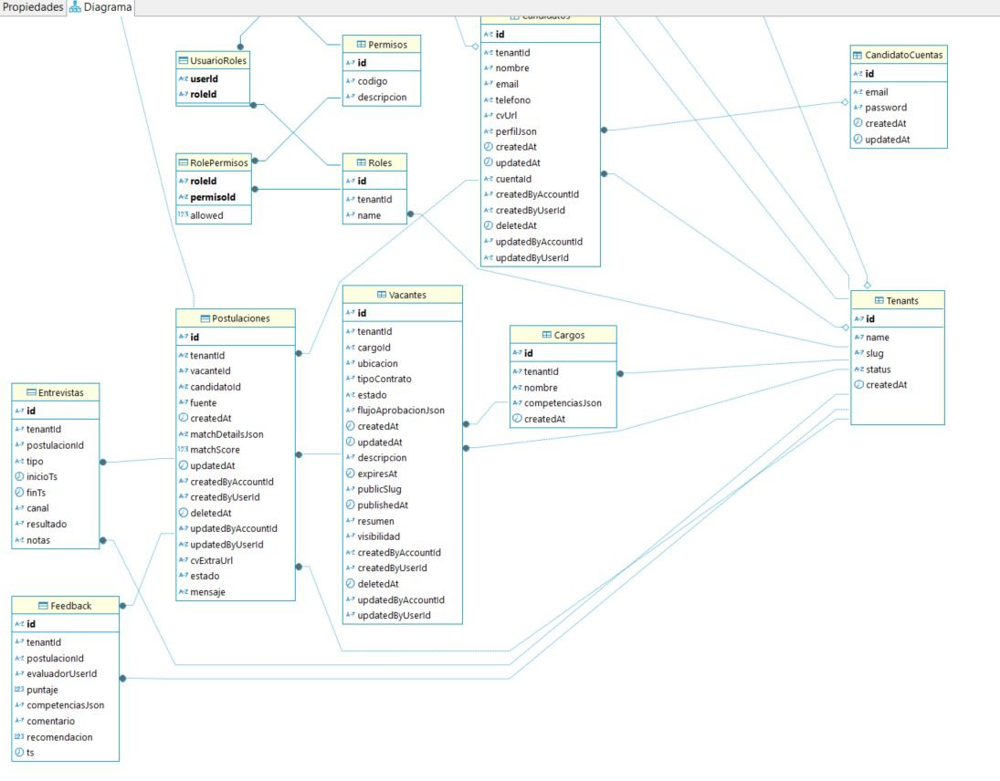 Propiedades Diagrama
UsuarioRoles
userId
roleId
Permisos
id
codigo
descripcion
Candidatos
id
tenantId
nombre
email
telefono
cvUrl
perfilJson
createdAt
updatedAt
cuentaId
createdByAccountId
createdByUserId
deletedAt
updatedByAccountId
updatedByUserId
CandidatoCuentas
id
email
password
createdAt
updatedAt
RolePermisos
roleId
permisoId
123 allowed
Roles
id
tenantId
name
Tenants
id
name
slug
status
createdAt
Postulaciones
id
tenantId
vacanteId
candidatoId
fuente
createdAt
matchDetailsJson
123 matchScore
updatedAt
createdByAccountId
createdByUserId
deletedAt
updatedByAccountId
updatedByUserId
cvExtraUrl
estado
mensaje
Vacantes
id
tenantId
cargoId
ubicacion
tipoContrato
estado
flujoAprobacionJson
createdAt
updatedAt
descripcion
expiresAt
publicSlug
publishedAt
resumen
visibilidad
createdByAccountId
createdByUserId
deletedAt
updatedByAccountId
updatedByUserId
Cargos
id
tenantId
nombre
competenciasJson
createdAt
Entrevistas
id
tenantId
postulacionId
tipo
inicioTs
finTs
canal
resultado
notas
Feedback
id
tenantId
postulacionId
evaluadorUserId
123 puntaje
competenciasJson
comentario
123 recomendacion
ts